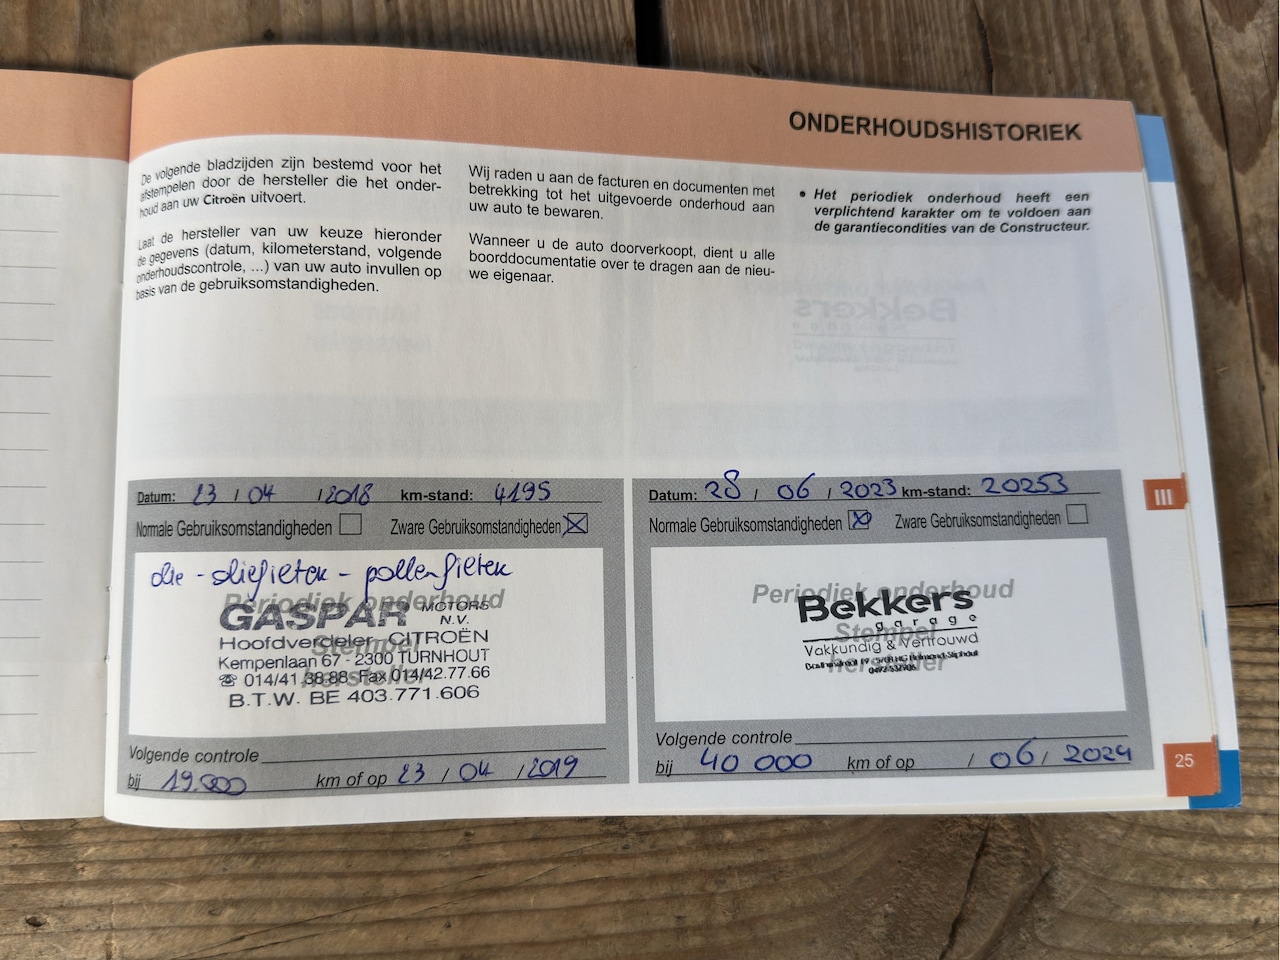 ONDERHOUDSHISTORIEK
De volgende bladzijden zijn bestemd voor het
afstempelen door de hersteller die het onder-
houd aan uw Citroën uitvoert.
Laat de hersteller van uw keuze hieronder
de gegevens (datum, kilometerstand, volgende
onderhoudscontrole, ...) van uw auto invullen op
basis van de gebruiksomstandigheden.
Wij raden u aan de facturen en documenten met
betrekking tot het uitgevoerde onderhoud aan
uw auto te bewaren.
Wanneer u de auto doorverkoopt, dient u alle
boorddocumentatie over te dragen aan de nieu-
we eigenaar.
• Het periodiek onderhoud heeft een
verplichtend karakter om te voldoen aan
de garantiecondities van de Constructeur.
Datum: 23 / 04 / 2018 km-stand: 4195
Normale Gebruiksomstandigheden Zware Gebruiksomstandigheden
olie - oliefilter - pollenfilter
Periodiek onderhoud
GASPAR MOTORS
N.V.
Hoofdverdeler CITROËN
Stempel
Kempenlaan 67 - 2300 TURNHOUT
hersteller
014/41.38.88 Fax 014/42.77.66
B.T.W. BE 403.771.606
Volgende controle
bij 19.000 km of op 23 / 04 / 2019
Datum: 28 / 06 / 2023 km-stand: 20253
Normale Gebruiksomstandigheden Zware Gebruiksomstandigheden
Periodiek onderhoud
Bekkers
garage
Stempel
Vakkundig & Vertrouwd
hersteller
Volgende controle
bij 40 000 km of op / 06 / 2024
III
25